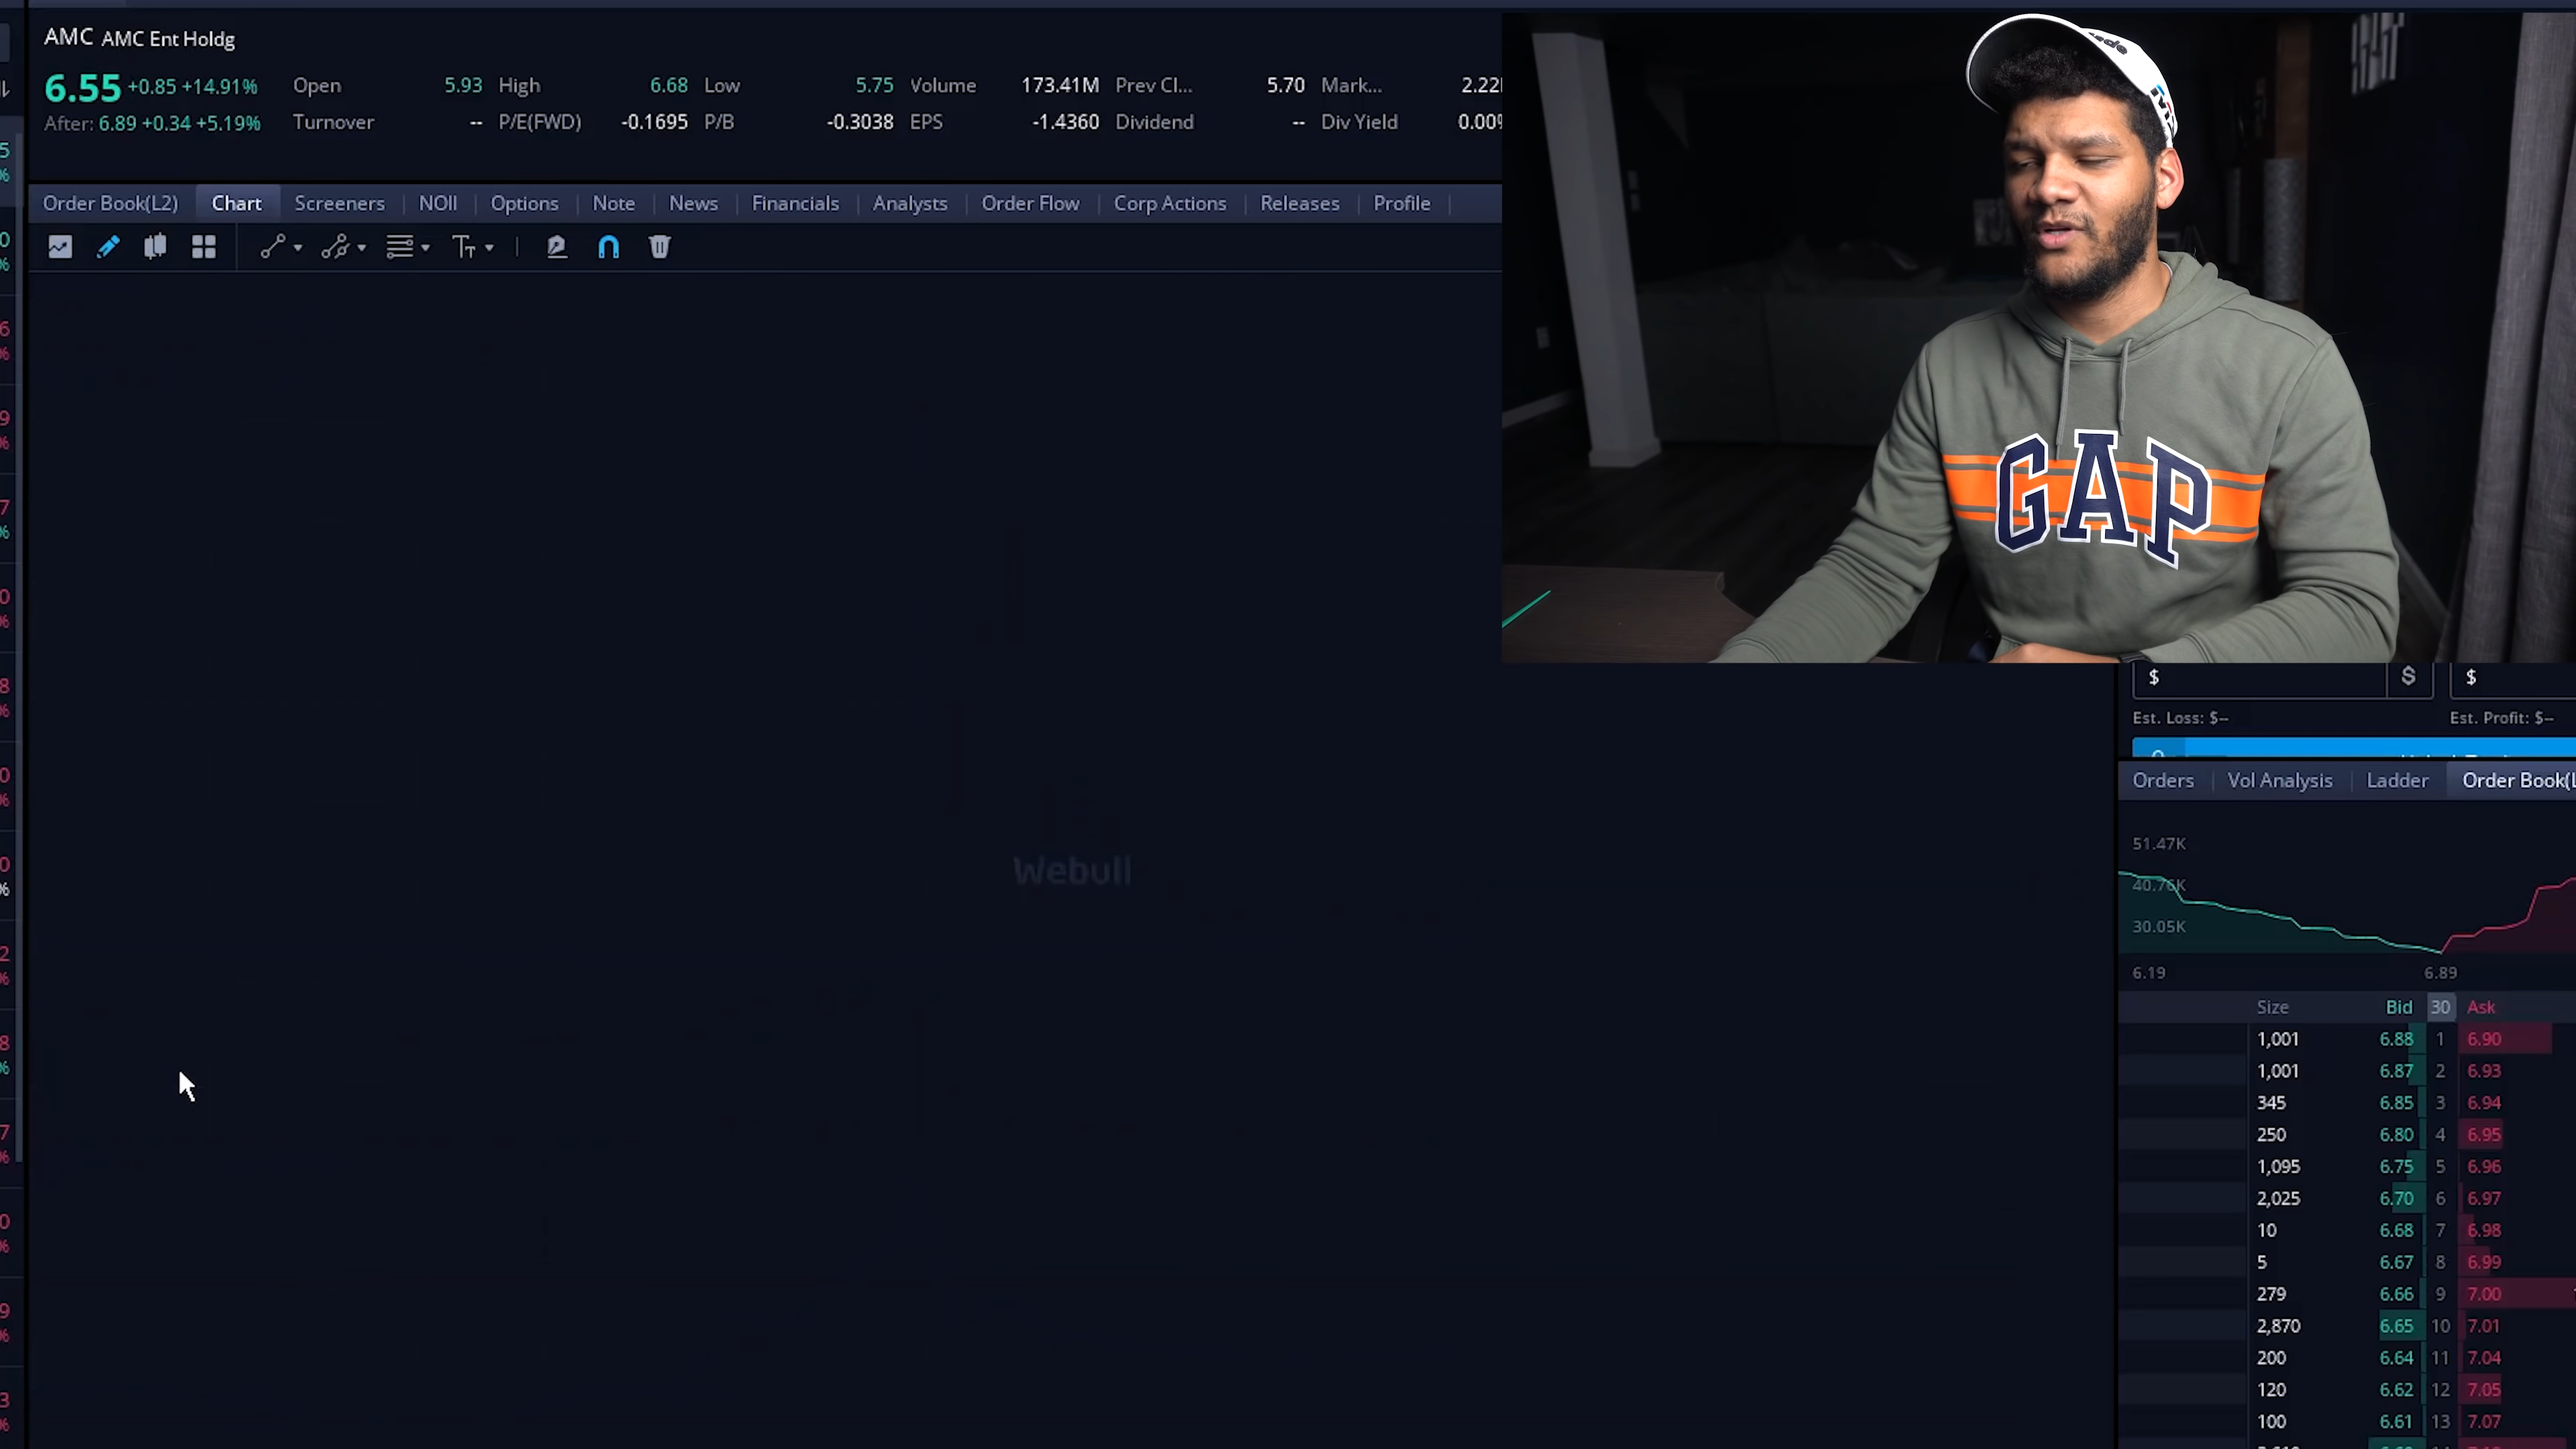 AMC AMC Ent Holdg
6.55 +0.85 +14.91% Open 5.93 High 6.68 Low 5.75 Volume 173.41M Prev Cl... 5.70 Mark...
After: 6.89 +0.34 +5.19% Turnover -- P/E(FWD) -0.1695 P/B -0.3038 EPS -1.4360 Dividend -- Div Yield
Order Book(L2) Chart Screeners NOII Options Note News Financials Analysts Order Flow Corp Actions Releases Profile
GAP
Webull
$ $ $
Est. Loss: $-- Est. Profit: $--
Orders Vol Analysis Ladder Order Book(
51.47K
40.76K
30.05K
6.19 6.89
Size Bid 30 Ask
1,001 6.88 1 6.90
1,001 6.87 2 6.93
345 6.85 3 6.94
250 6.80 4 6.95
1,095 6.75 5 6.96
2,025 6.70 6 6.97
10 6.68 7 6.98
5 6.67 8 6.99
279 6.66 9 7.00
2,870 6.65 10 7.01
200 6.64 11 7.04
120 6.62 12 7.05
100 6.61 13 7.07